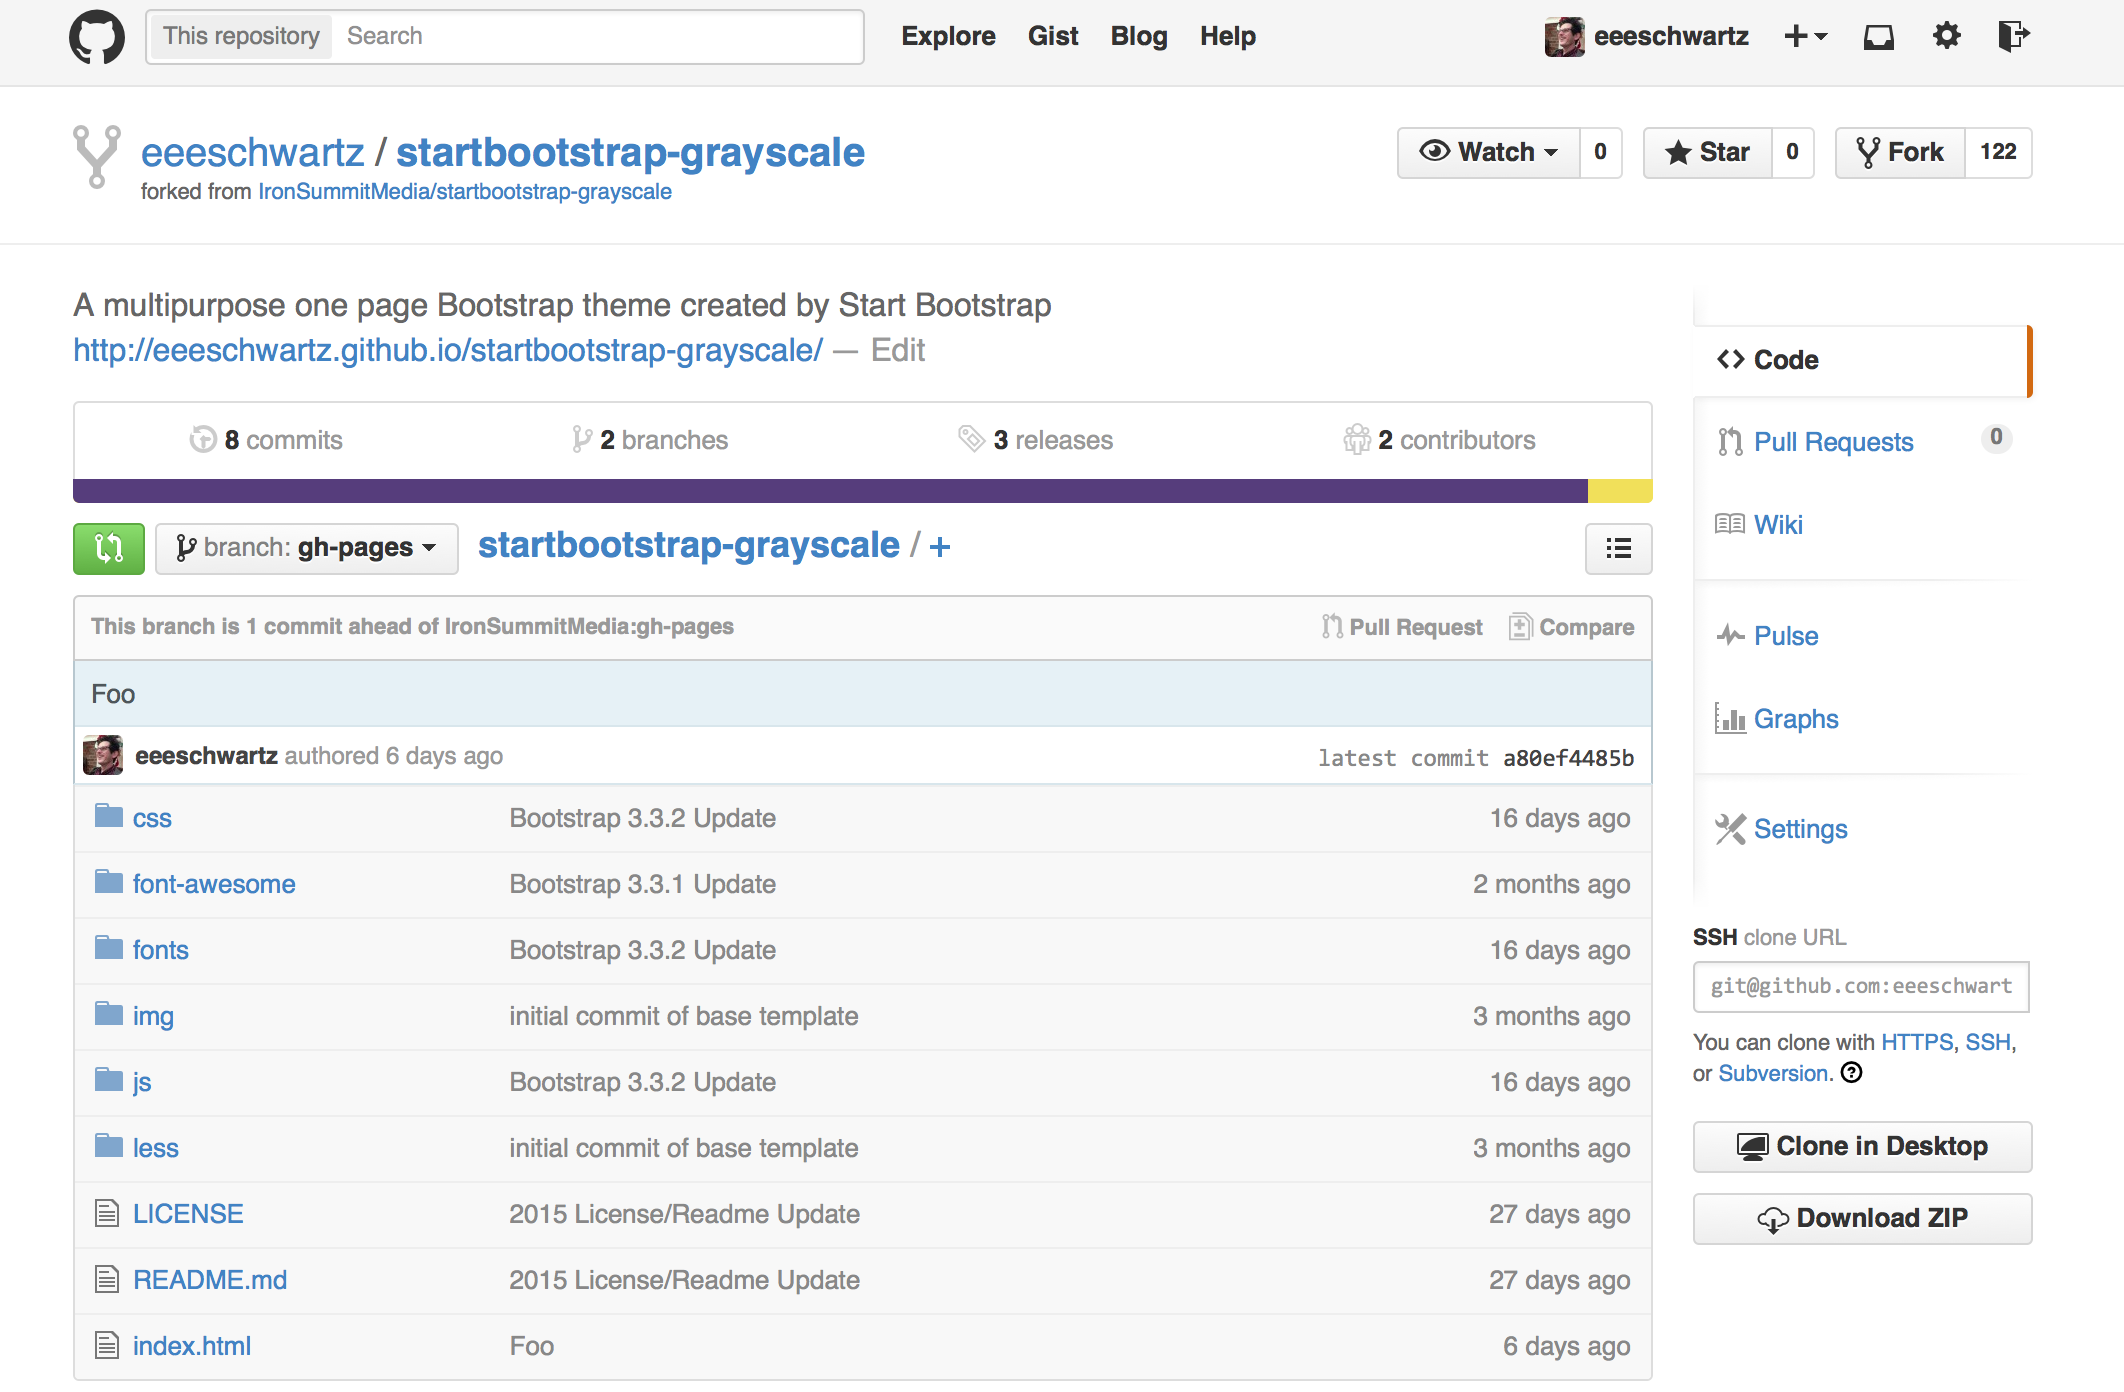 This repository Search Explore Gist Blog Help eeeschwartz
eeeschwartz / startbootstrap-grayscale Watch 0 Star 0 Fork 122
forked from IronSummitMedia/startbootstrap-grayscale
A multipurpose one page Bootstrap theme created by Start Bootstrap
http://eeeschwartz.github.io/startbootstrap-grayscale/ — Edit
8 commits 2 branches 3 releases 2 contributors
branch: gh-pages startbootstrap-grayscale / +
This branch is 1 commit ahead of IronSummitMedia:gh-pages Pull Request Compare
Foo
eeeschwartz authored 6 days ago latest commit a80ef4485b
css Bootstrap 3.3.2 Update 16 days ago
font-awesome Bootstrap 3.3.1 Update 2 months ago
fonts Bootstrap 3.3.2 Update 16 days ago
img initial commit of base template 3 months ago
js Bootstrap 3.3.2 Update 16 days ago
less initial commit of base template 3 months ago
LICENSE 2015 License/Readme Update 27 days ago
README.md 2015 License/Readme Update 27 days ago
index.html Foo 6 days ago
Code
Pull Requests 0
Wiki
Pulse
Graphs
Settings
SSH clone URL
git@github.com:eeeschwart
You can clone with HTTPS, SSH,
or Subversion.
Clone in Desktop
Download ZIP